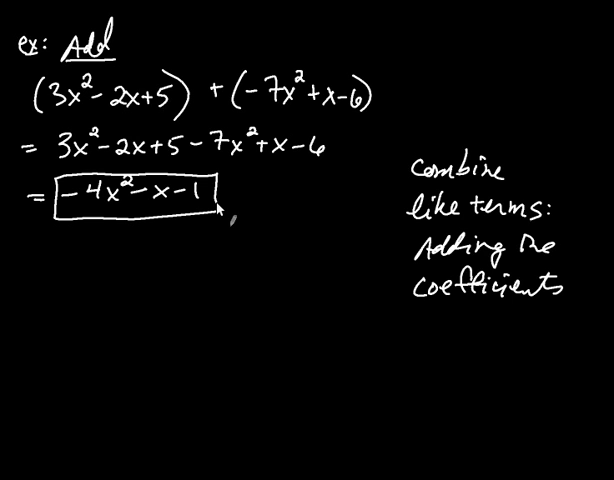 ex: Add
(3x² - 2x + 5) + (-7x² + x - 6)
= 3x² - 2x + 5 - 7x² + x - 6
= -4x² - x - 1
combine
like terms:
Adding the
coefficients